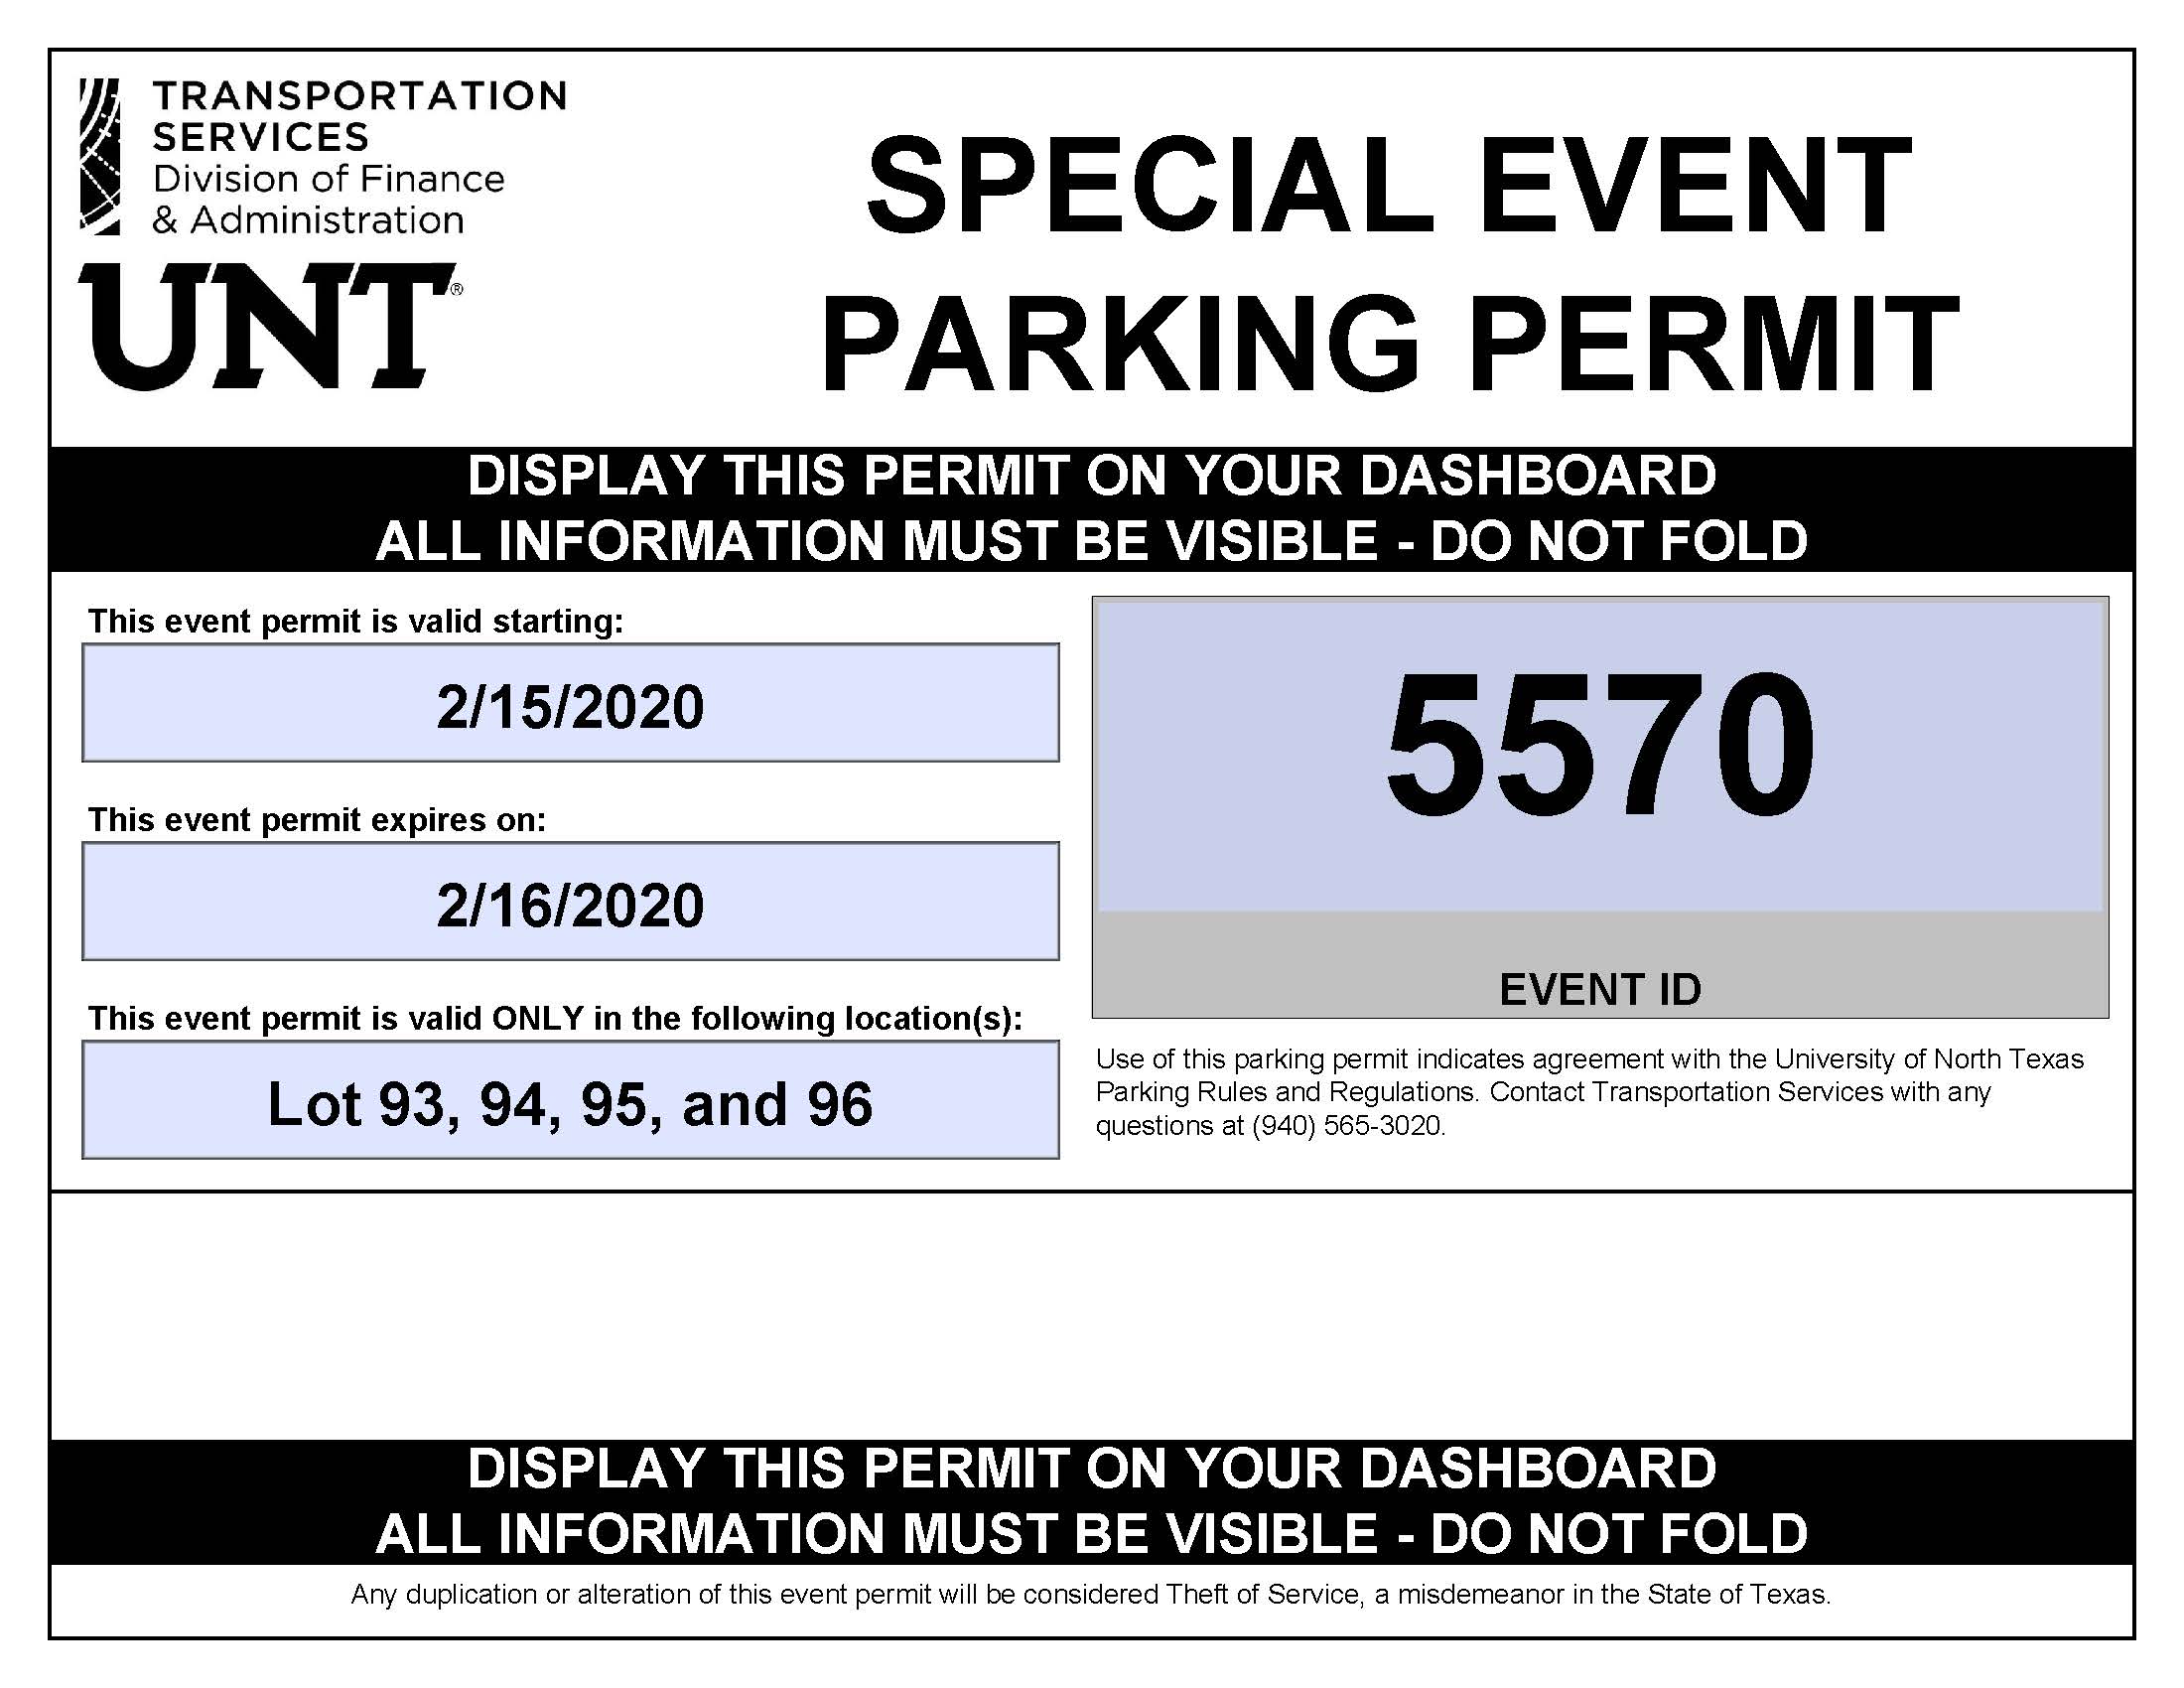 TRANSPORTATION
SERVICES
Division of Finance
& Administration
UNT®
SPECIAL EVENT
PARKING PERMIT
DISPLAY THIS PERMIT ON YOUR DASHBOARD
ALL INFORMATION MUST BE VISIBLE - DO NOT FOLD
This event permit is valid starting:
2/15/2020
This event permit expires on:
2/16/2020
This event permit is valid ONLY in the following location(s):
Lot 93, 94, 95, and 96
5570
EVENT ID
Use of this parking permit indicates agreement with the University of North Texas
Parking Rules and Regulations. Contact Transportation Services with any
questions at (940) 565-3020.
DISPLAY THIS PERMIT ON YOUR DASHBOARD
ALL INFORMATION MUST BE VISIBLE - DO NOT FOLD
Any duplication or alteration of this event permit will be considered Theft of Service, a misdemeanor in the State of Texas.